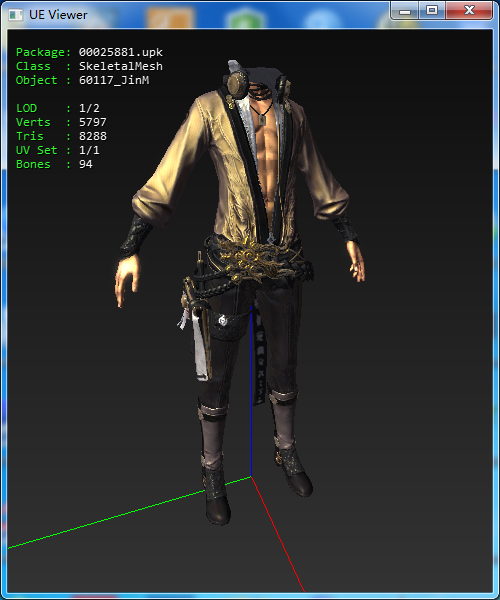 UE Viewer
Package: 00025881.upk
Class : SkeletalMesh
Object : 60117_JinM
LOD : 1/2
Verts : 5797
Tris : 8288
UV Set : 1/1
Bones : 94